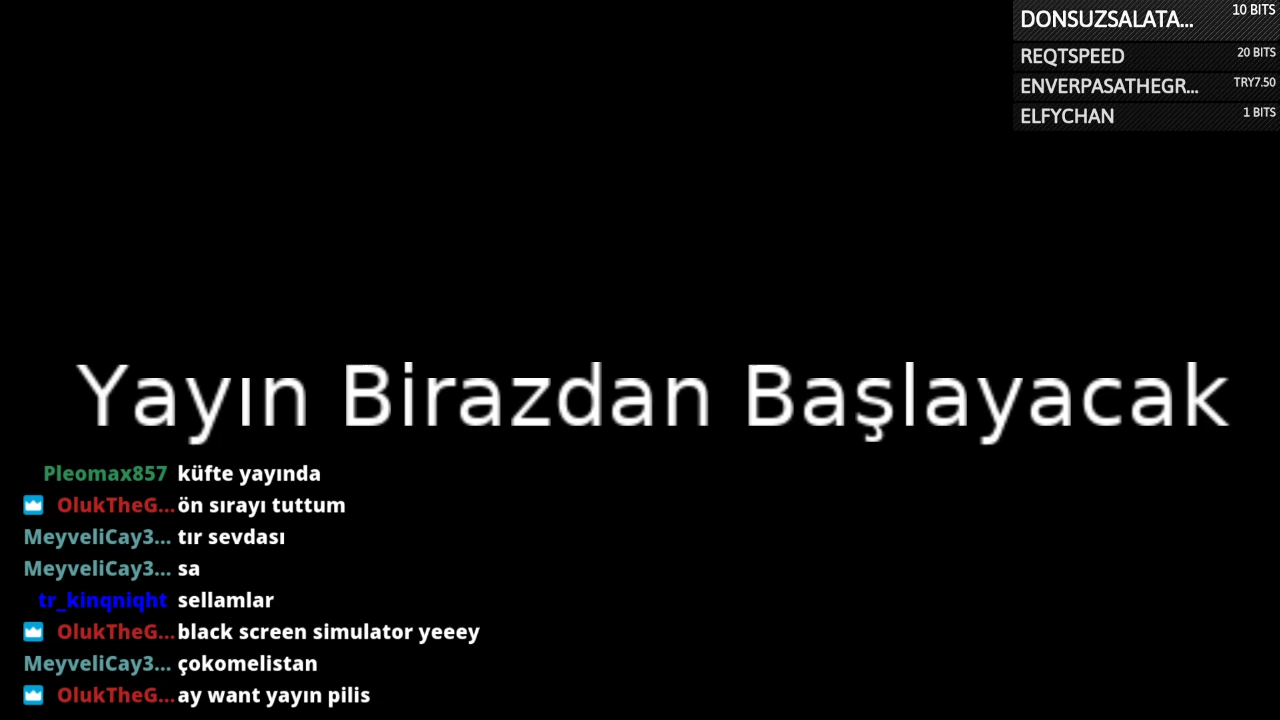 DONSUZSALATA... 10 BITS
REQTSPEED 20 BITS
ENVERPASATHEGR... TRY7.50
ELFYCHAN 1 BITS
Yayın Birazdan Başlayacak
Pleomax857 küfte yayında
OlukTheG... ön sırayı tuttum
MeyveliCay3... tır sevdası
MeyveliCay3... sa
tr_kinqniqht sellamlar
OlukTheG... black screen simulator yeeey
MeyveliCay3... çokomelistan
OlukTheG... ay want yayın pilis